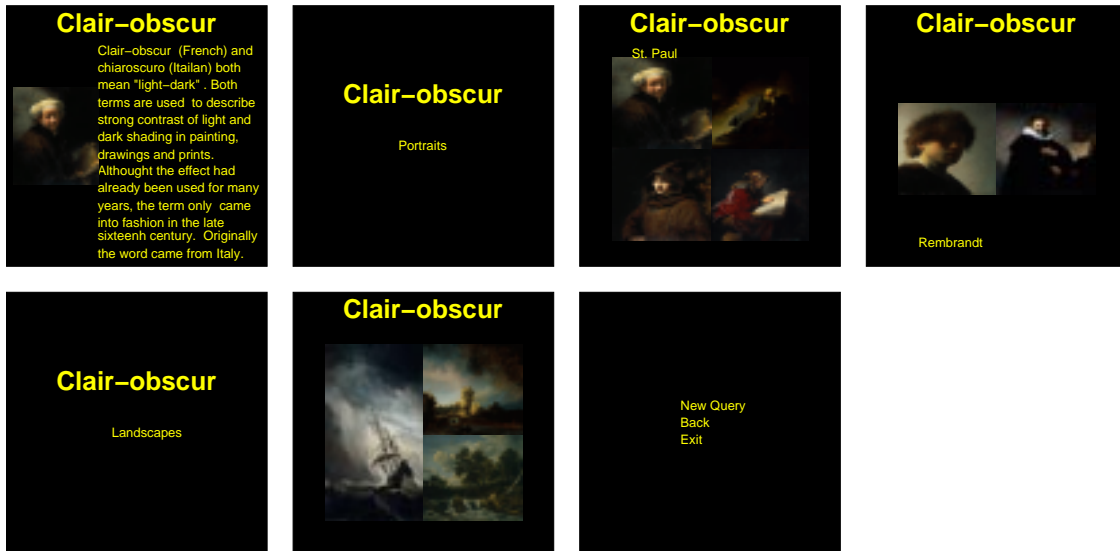 Clair–obscur
Clair–obscur (French) and
chiaroscuro (Itailan) both
mean "light–dark" . Both
terms are used to describe
strong contrast of light and
dark shading in painting,
drawings and prints.
Althought the effect had
already been used for many
years, the term only came
into fashion in the late
sixteenh century. Originally
the word came from Italy.
Clair–obscur
Portraits
Clair–obscur
St. Paul
Clair–obscur
Rembrandt
Clair–obscur
Landscapes
Clair–obscur
New Query
Back
Exit